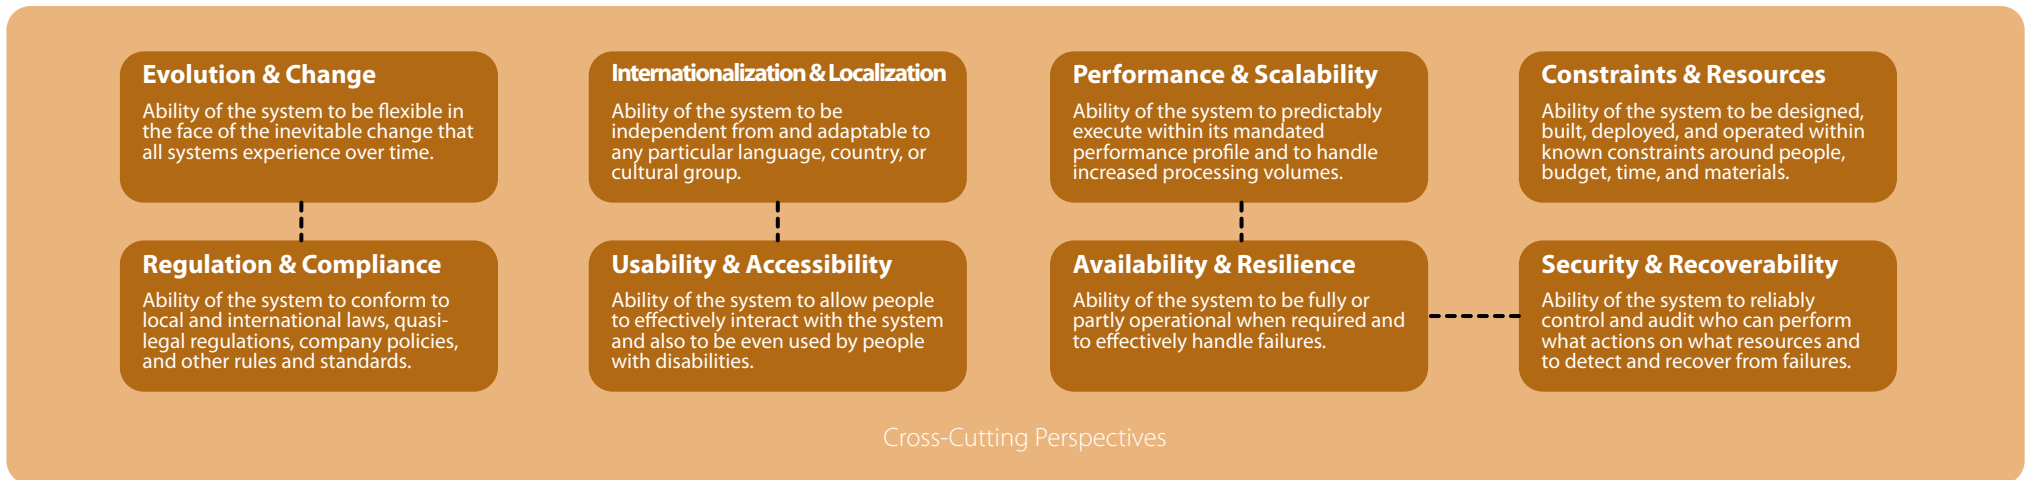 Evolution & Change
Ability of the system to be flexible in
the face of the inevitable change that
all systems experience over time.
Internationalization & Localization
Ability of the system to be
independent from and adaptable to
any particular language, country, or
cultural group.
Performance & Scalability
Ability of the system to predictably
execute within its mandated
performance profile and to handle
increased processing volumes.
Constraints & Resources
Ability of the system to be designed,
built, deployed, and operated within
known constraints around people,
budget, time, and materials.
Regulation & Compliance
Ability of the system to conform to
local and international laws, quasi-
legal regulations, company policies,
and other rules and standards.
Usability & Accessibility
Ability of the system to allow people
to effectively interact with the system
and also to be even used by people
with disabilities.
Availability & Resilience
Ability of the system to be fully or
partly operational when required and
to effectively handle failures.
Security & Recoverability
Ability of the system to reliably
control and audit who can perform
what actions on what resources and
to detect and recover from failures.
Cross-Cutting Perspectives